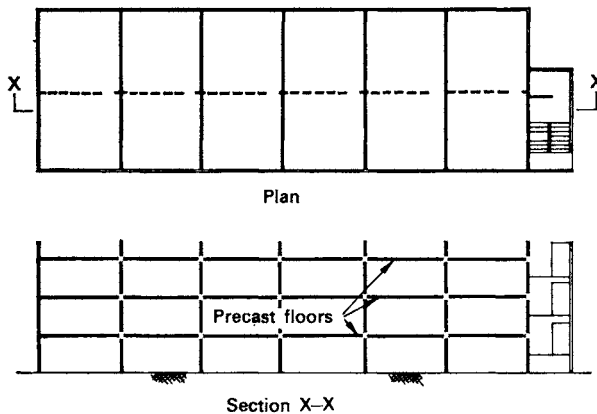 X
X
Plan
Precast floors
Section X–X